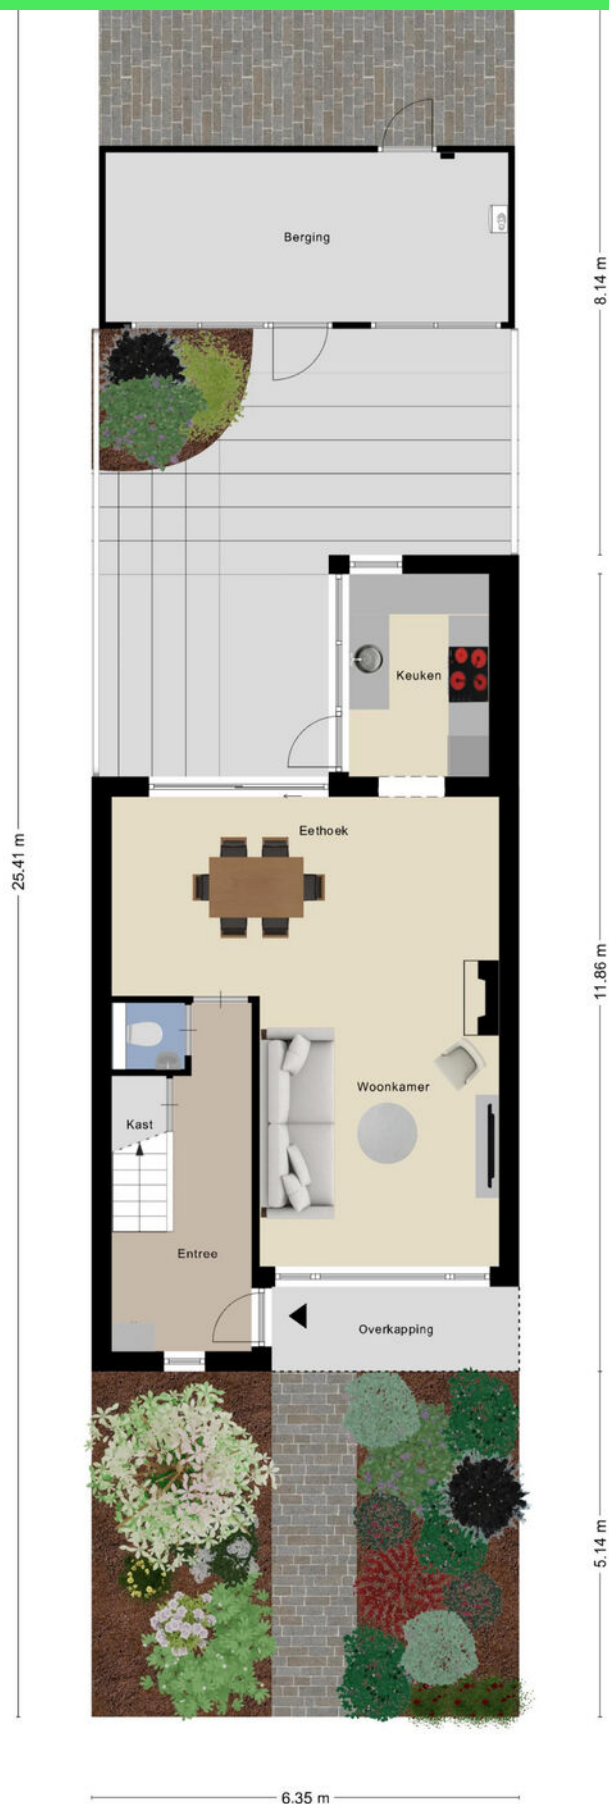 Berging
8.14 m
Keuken
Eethoek
25.41 m
11.86 m
Woonkamer
Kast
Entree
Overkapping
5.14 m
6.35 m